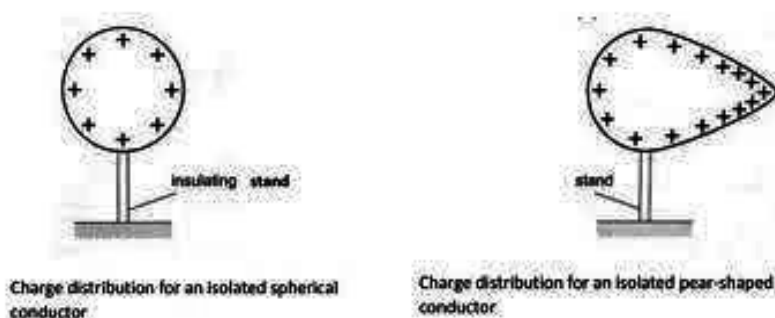 insulating stand
stand
Charge distribution for an isolated spherical
conductor
Charge distribution for an isolated pear-shaped
conductor